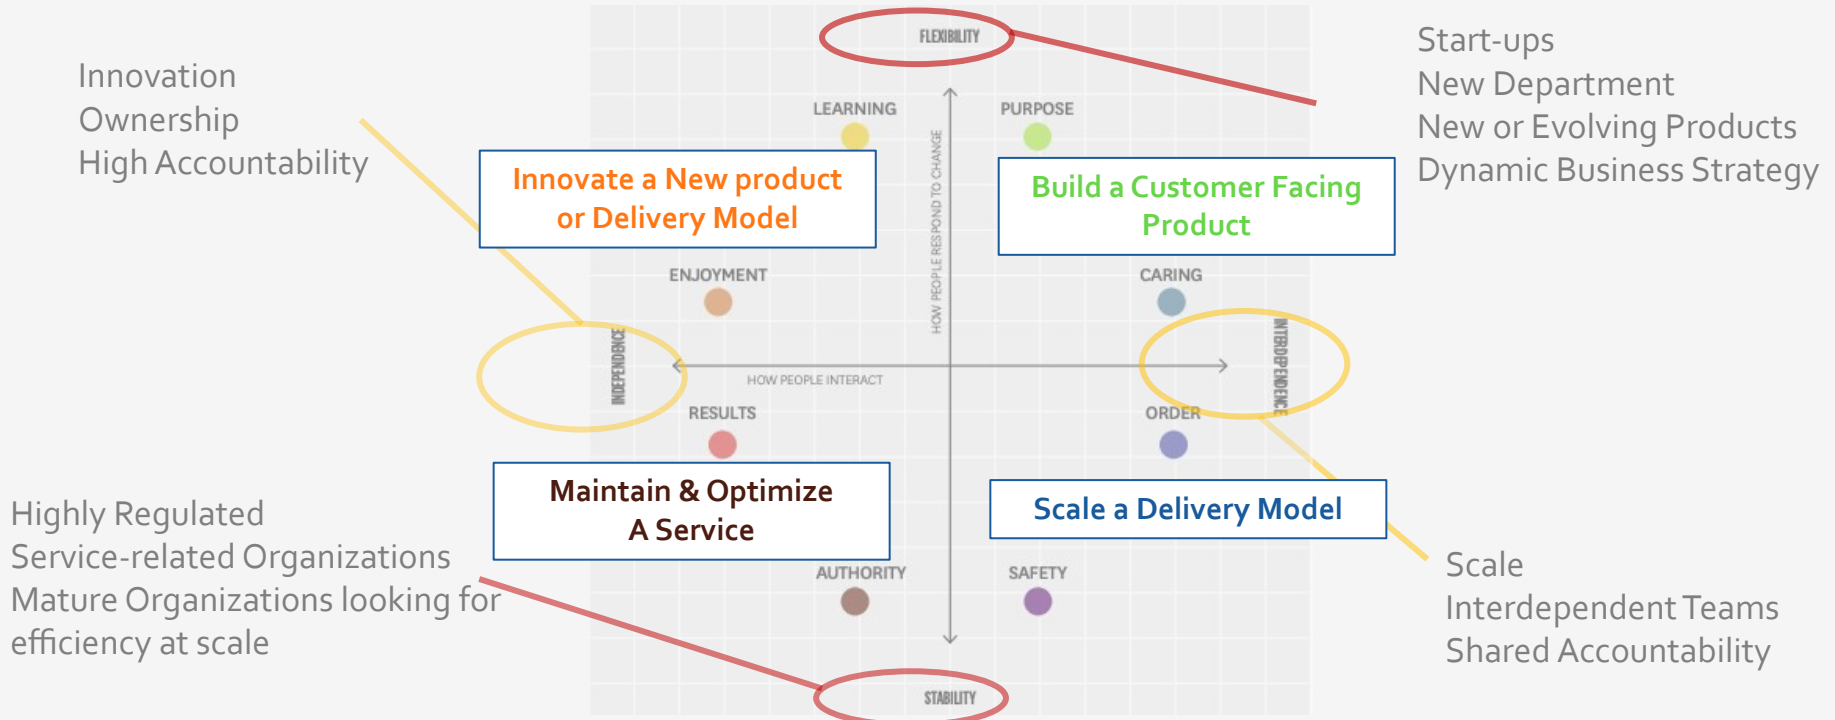 FLEXIBILITY
Start-ups
New Department
New or Evolving Products
Dynamic Business Strategy
Innovation
Ownership
High Accountability
LEARNING
PURPOSE
HOW PEOPLE RESPOND TO CHANGE
Innovate a New product
or Delivery Model
Build a Customer Facing
Product
ENJOYMENT
CARING
INDEPENDENCE
INTERDEPENDENCE
HOW PEOPLE INTERACT
RESULTS
ORDER
Maintain & Optimize
A Service
Scale a Delivery Model
Highly Regulated
Service-related Organizations
Mature Organizations looking for
efficiency at scale
AUTHORITY
SAFETY
Scale
Interdependent Teams
Shared Accountability
STABILITY